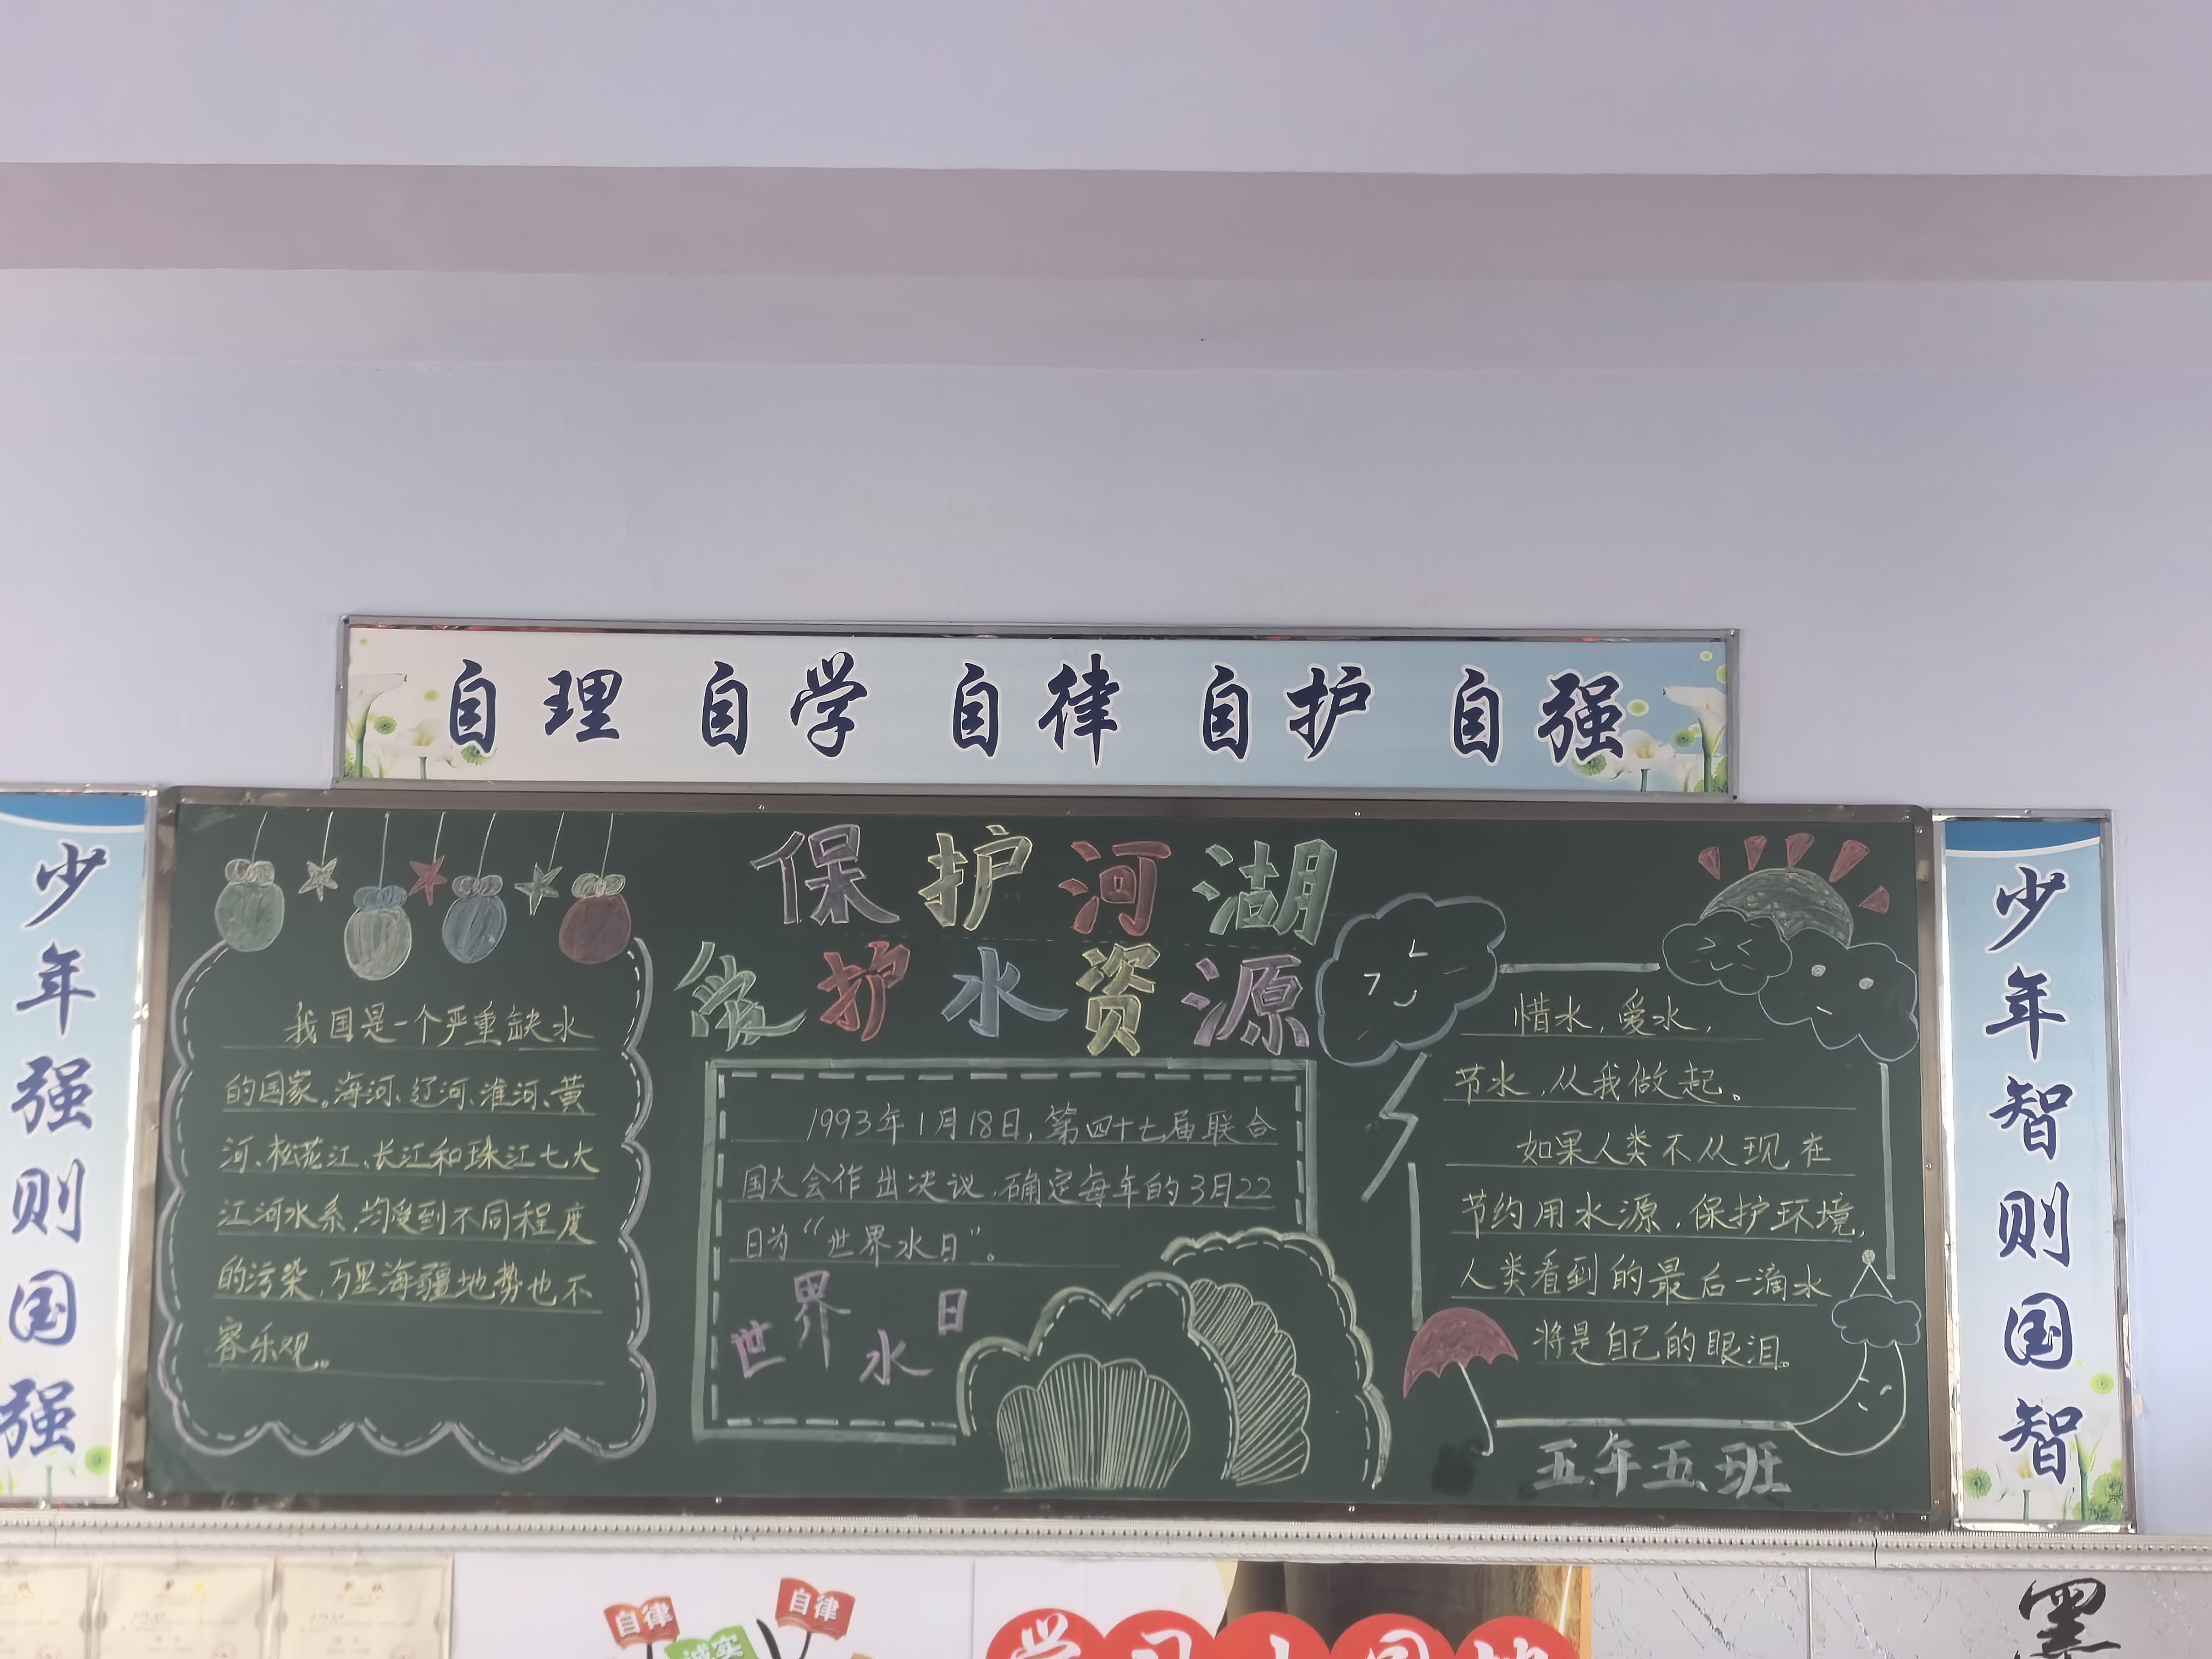 自理 自学 自律 自护 自强
少年强则国强
保护河湖
爱护水资源
我国是一个严重缺水
的国家。海河、辽河、淮河、黄
河、松花江、长江和珠江七大
江河水系,均受到不同程度
的污染,万里海疆地势也不
容乐观。
1993年1月18日,第四十七届联合
国大会作出决议,确定每年的3月22
日为“世界水日”。
世界水日
惜水,爱水,
节水,从我做起。
如果人类不从现在
节约用水源,保护环境,
人类看到的最后一滴水
将是自己的眼泪。
五年五班
少年智则国智
自律
自律
诚实
学习
墨